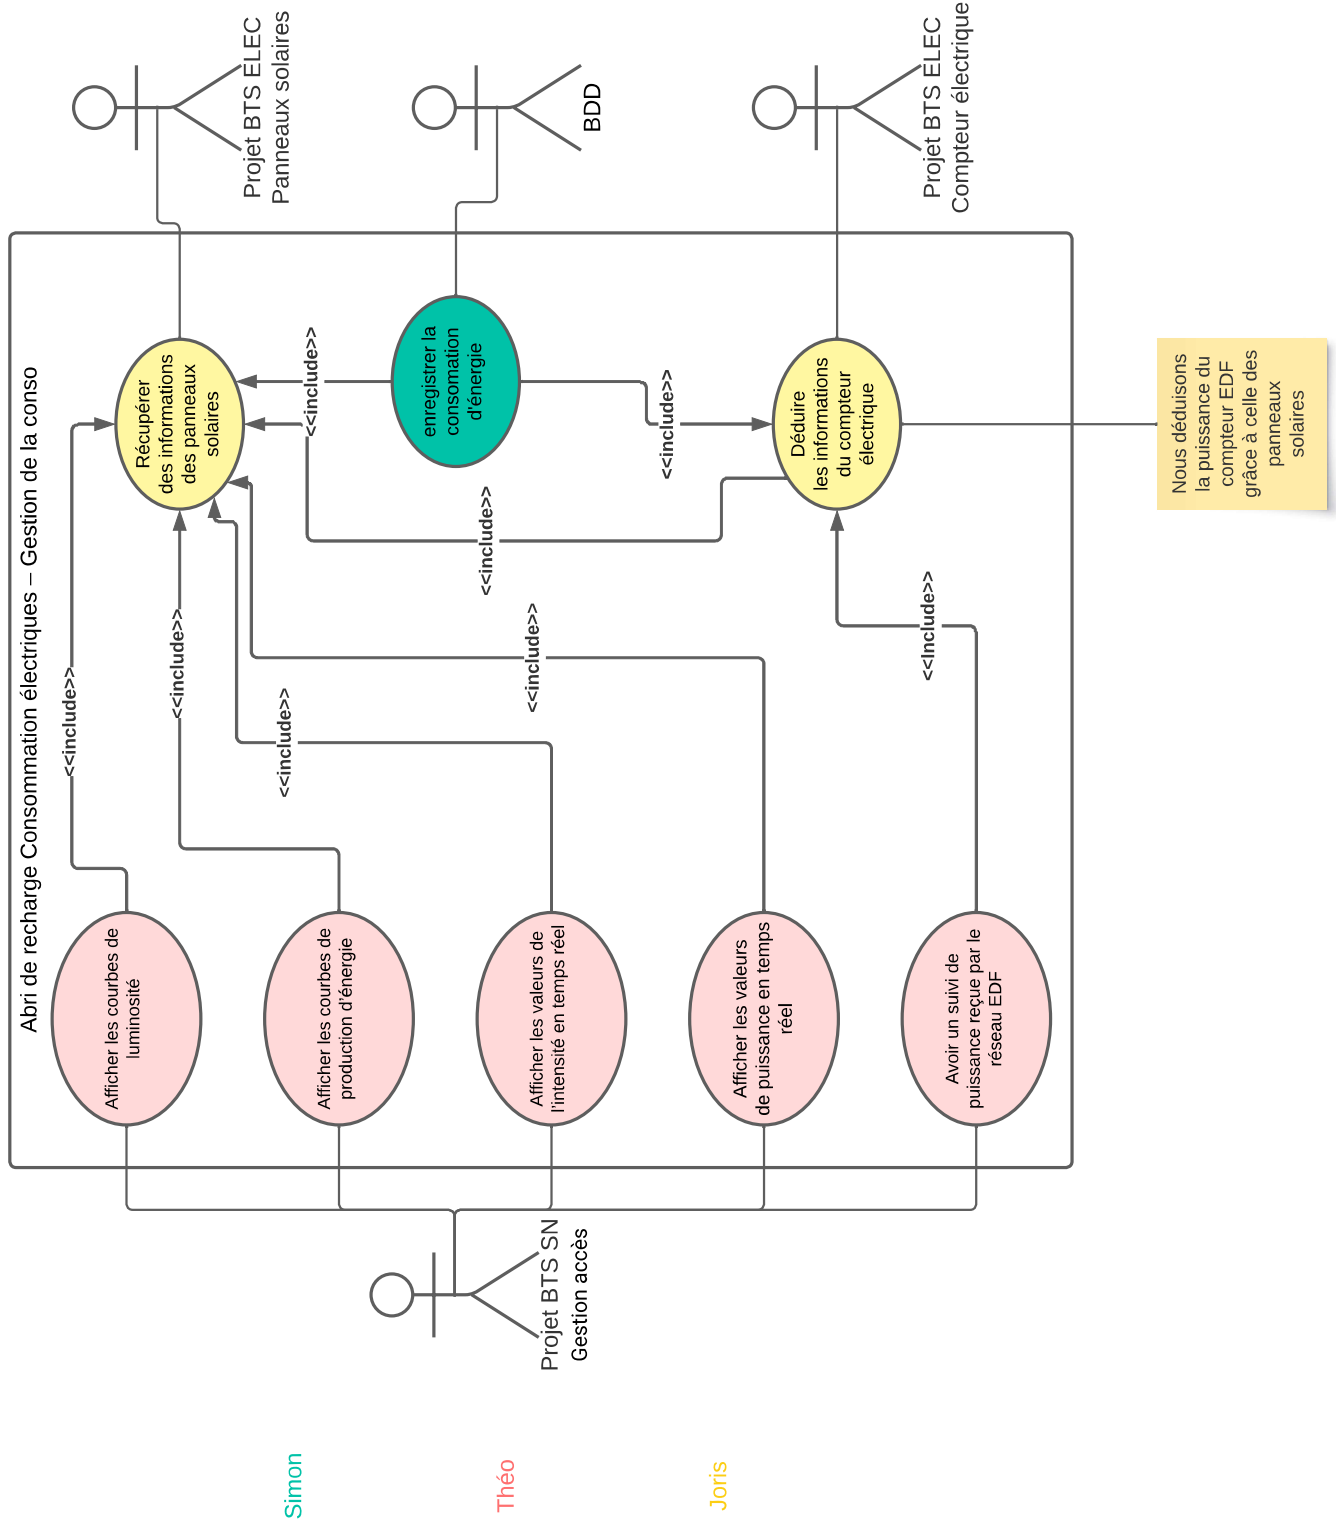 Abri de recharge Consommation électriques – Gestion de la conso
Projet BTS SN
Gestion accès
Afficher les courbes de
luminosité
Afficher les courbes de
production d'énergie
Afficher les valeurs de
l'intensité en temps réel
Afficher les valeurs
de puissance en temps
réel
Avoir un suivi de
puissance reçue par le
réseau EDF
<<include>>
<<include>>
<<include>>
<<include>>
<<Include>>
<<include>>
<<include>>
<<include>>
Récupérer
des informations
des panneaux
solaires
enregistrer la
consomation
d'énergie
Déduire
les informations
du compteur
électrique
Projet BTS ELEC
Panneaux solaires
BDD
Projet BTS ELEC
Compteur électrique
Nous déduisons
la puissance du
compteur EDF
grâce à celle des
panneaux
solaires
Simon
Théo
Joris